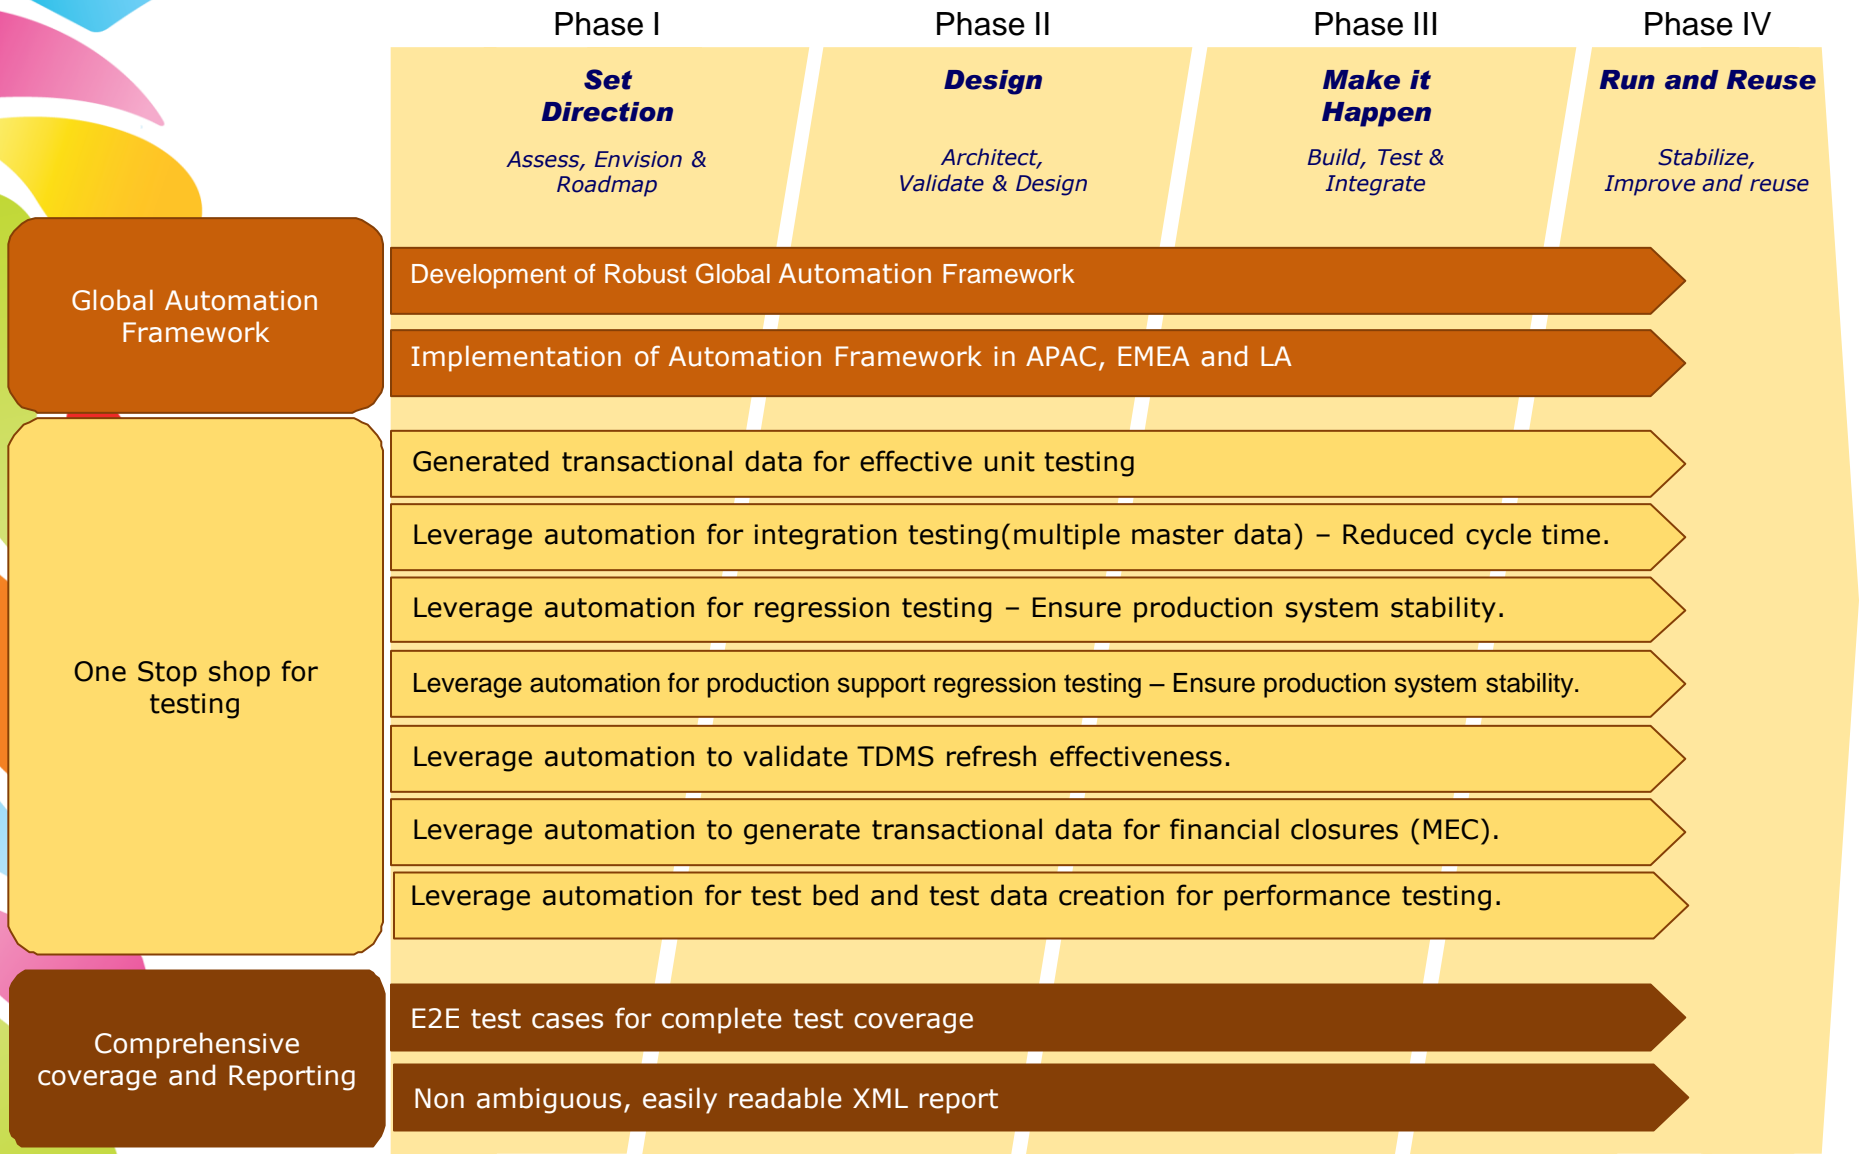 Phase I
Phase II
Phase III
Phase IV
Set
Direction
Design
Make it
Happen
Run and Reuse
Assess, Envision &
Roadmap
Architect,
Validate & Design
Build, Test &
Integrate
Stabilize,
Improve and reuse
Global Automation
Framework
Development of Robust Global Automation Framework
Implementation of Automation Framework in APAC, EMEA and LA
One Stop shop for
testing
Generated transactional data for effective unit testing
Leverage automation for integration testing(multiple master data) – Reduced cycle time.
Leverage automation for regression testing – Ensure production system stability.
Leverage automation for production support regression testing – Ensure production system stability.
Leverage automation to validate TDMS refresh effectiveness.
Leverage automation to generate transactional data for financial closures (MEC).
Leverage automation for test bed and test data creation for performance testing.
Comprehensive
coverage and Reporting
E2E test cases for complete test coverage
Non ambiguous, easily readable XML report